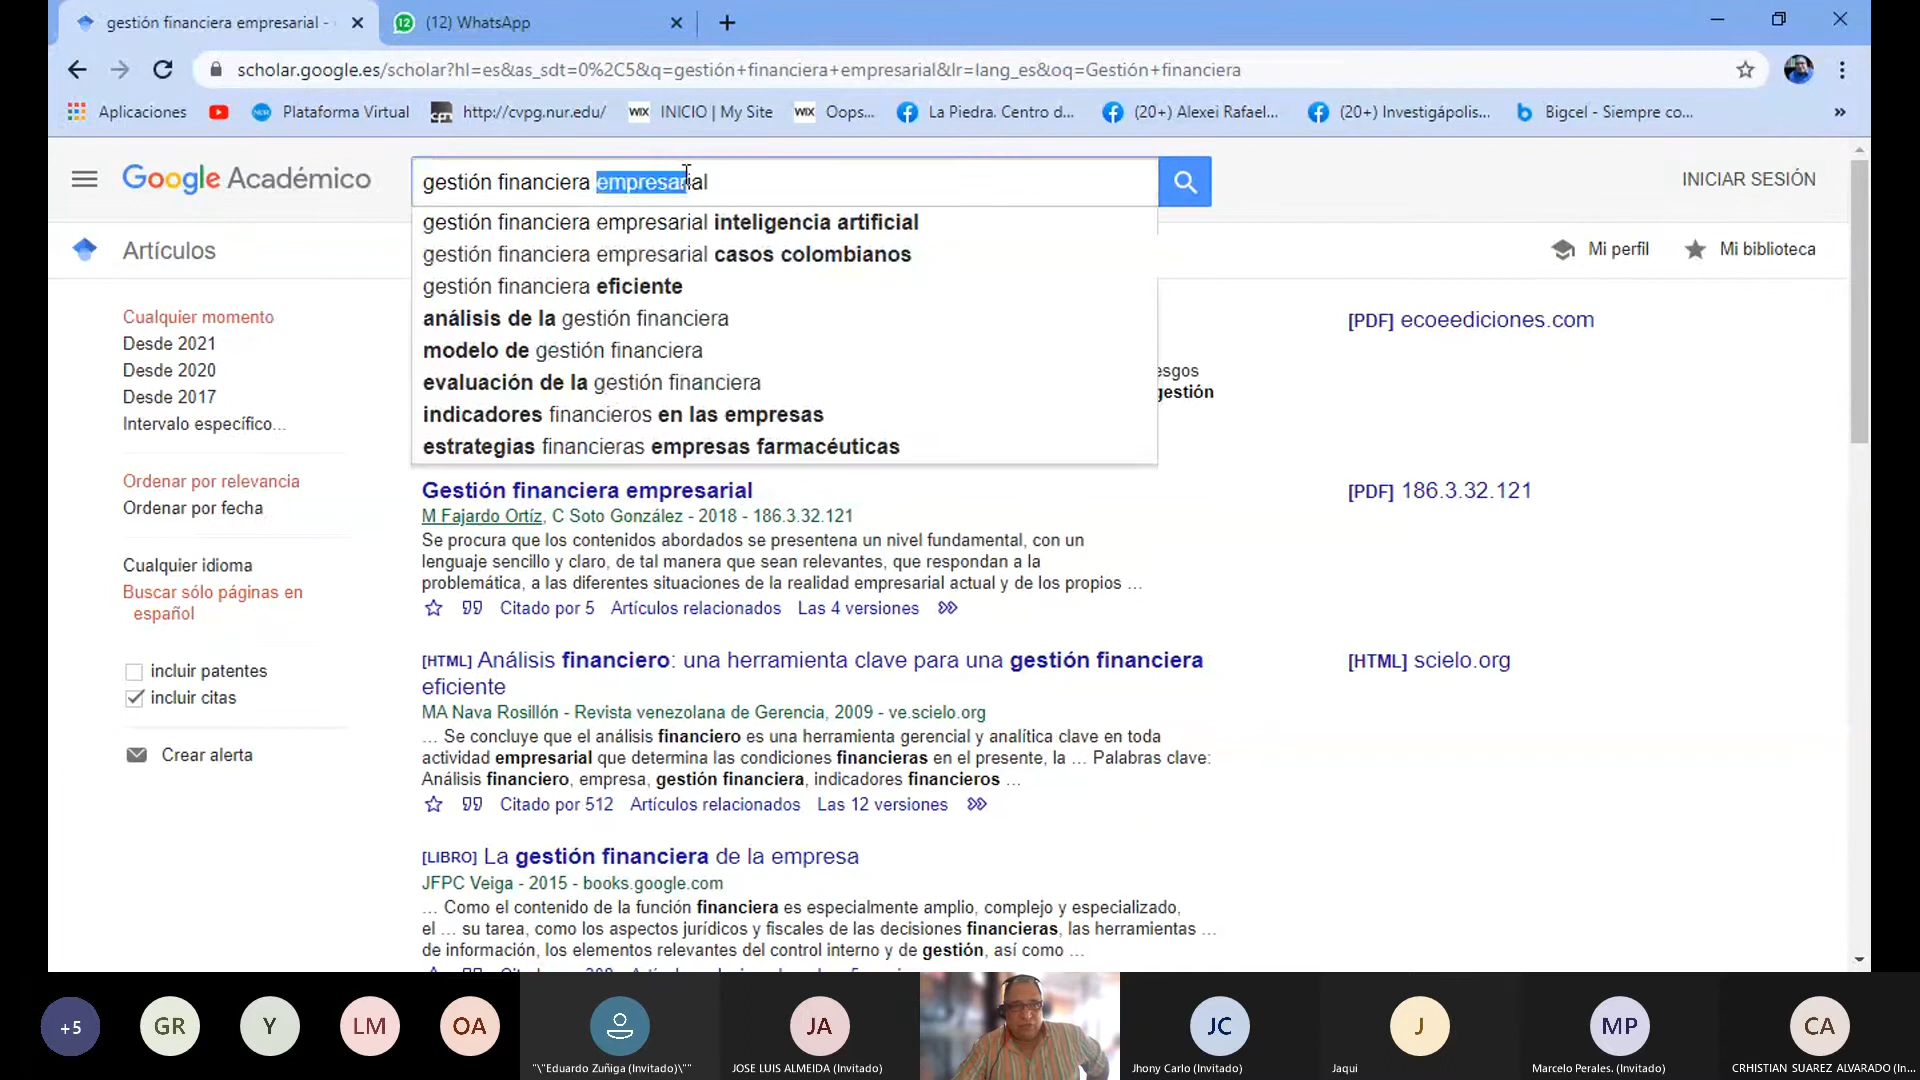 gestión financiera empresarial -
(12) WhatsApp
scholar.google.es/scholar?hl=es&as_sdt=0%2C5&q=gestión+financiera+empresarial&lr=lang_es&oq=Gestión+financiera
Aplicaciones
Plataforma Virtual
http://cvpg.nur.edu/
WIX INICIO | My Site
WIX Oops...
La Piedra. Centro d...
(20+) Alexei Rafael...
(20+) Investigápolis...
Bigcel - Siempre co...
»
Google Académico
gestión financiera empresarial
INICIAR SESIÓN
gestión financiera empresarial inteligencia artificial
gestión financiera empresarial casos colombianos
gestión financiera eficiente
análisis de la gestión financiera
modelo de gestión financiera
evaluación de la gestión financiera
indicadores financieros en las empresas
estrategias financieras empresas farmacéuticas
Artículos
Mi perfil
Mi biblioteca
Cualquier momento
Desde 2021
Desde 2020
Desde 2017
Intervalo específico...
Ordenar por relevancia
Ordenar por fecha
Cualquier idioma
Buscar sólo páginas en
español
incluir patentes
incluir citas
Crear alerta
[PDF] ecoeediciones.com
esgos
gestión
Gestión financiera empresarial
[PDF] 186.3.32.121
M Fajardo Ortíz, C Soto González - 2018 - 186.3.32.121
Se procura que los contenidos abordados se presentena un nivel fundamental, con un
lenguaje sencillo y claro, de tal manera que sean relevantes, que respondan a la
problemática, a las diferentes situaciones de la realidad empresarial actual y de los propios …
Citado por 5 Artículos relacionados Las 4 versiones
[HTML] Análisis financiero: una herramienta clave para una gestión financiera
eficiente
[HTML] scielo.org
MA Nava Rosillón - Revista venezolana de Gerencia, 2009 - ve.scielo.org
… Se concluye que el análisis financiero es una herramienta gerencial y analítica clave en toda
actividad empresarial que determina las condiciones financieras en el presente, la … Palabras clave:
Análisis financiero, empresa, gestión financiera, indicadores financieros …
Citado por 512 Artículos relacionados Las 12 versiones
[LIBRO] La gestión financiera de la empresa
JFPC Veiga - 2015 - books.google.com
… Como el contenido de la función financiera es especialmente amplio, complejo y especializado,
el … su tarea, como los aspectos jurídicos y fiscales de las decisiones financieras, las herramientas …
de información, los elementos relevantes del control interno y de gestión, así como …
+5
GR
Y
LM
OA
"\"Eduardo Zuñiga (Invitado)\""
JA
JOSE LUIS ALMEIDA (Invitado)
JC
Jhony Carlo (Invitado)
J
Jaqui
MP
Marcelo Perales. (Invitado)
CA
CRHISTIAN SUAREZ ALVARADO (In...